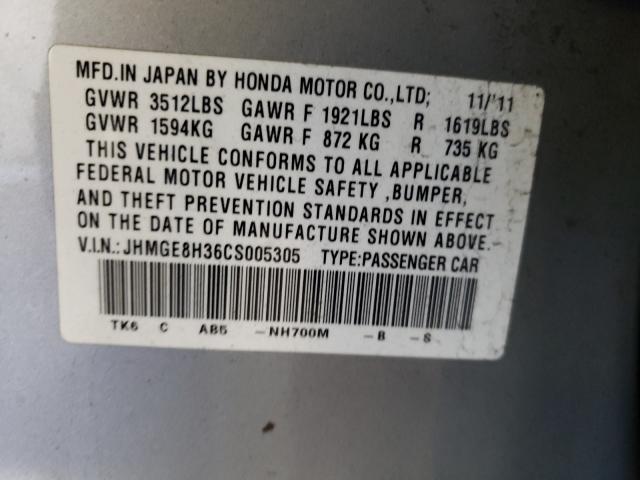 MFD.IN JAPAN BY HONDA MOTOR CO.,LTD; 11/'11
GVWR 3512LBS GAWR F 1921LBS R 1619LBS
GVWR 1594KG GAWR F 872 KG R 735 KG
THIS VEHICLE CONFORMS TO ALL APPLICABLE
FEDERAL MOTOR VEHICLE SAFETY ,BUMPER,
AND THEFT PREVENTION STANDARDS IN EFFECT
ON THE DATE OF MANUFACTURE SHOWN ABOVE.
V.I.N.:JHMGE8H36CS005305 TYPE:PASSENGER CAR
TK6 C AB5 -NH700M -B -S